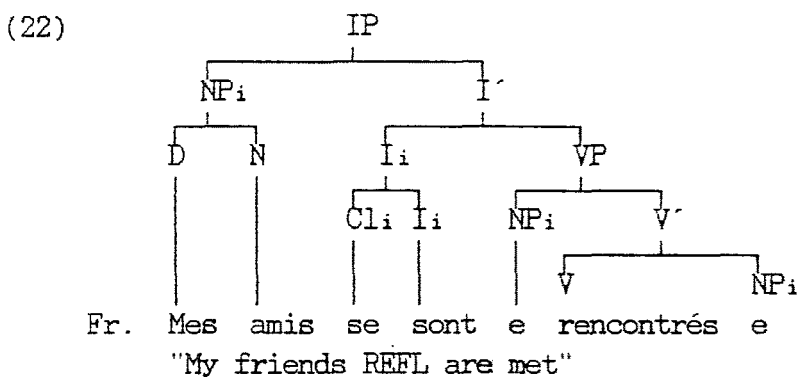 (22) IP
NPi I´
D N Ii VP
Cli Ii NPi V´
V NPi
Fr. Mes amis se sont e rencontrés e
"My friends REFL are met"